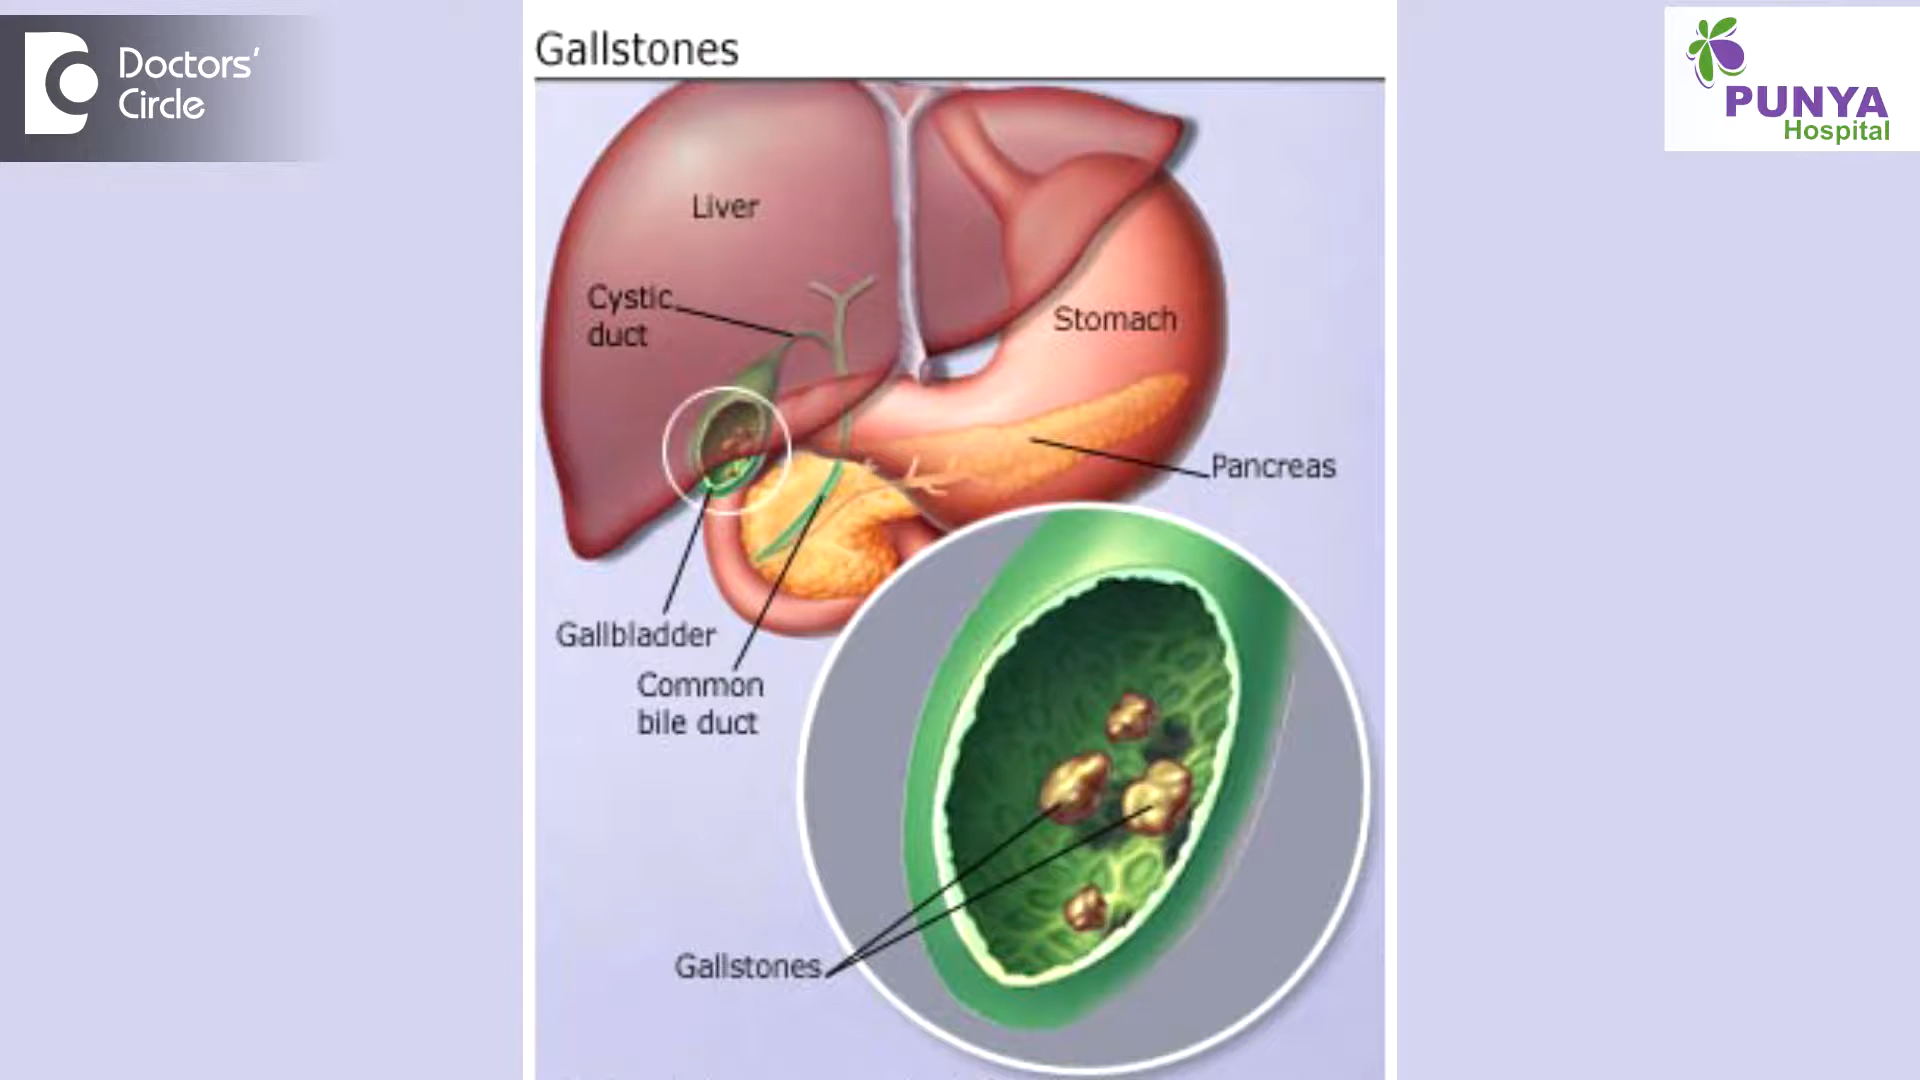 Doctors'
Circle
PUNYA
Hospital
Gallstones
Liver
Cystic
duct
Stomach
Pancreas
Gallbladder
Common
bile duct
Gallstones